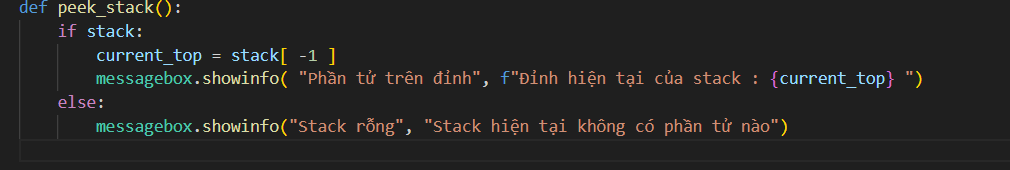 def peek_stack():
    if stack:
        current_top = stack[ -1 ]
        messagebox.showinfo( "Phần tử trên đỉnh", f"Đỉnh hiện tại của stack : {current_top} ")
    else:
        messagebox.showinfo("Stack rỗng", "Stack hiện tại không có phần tử nào")